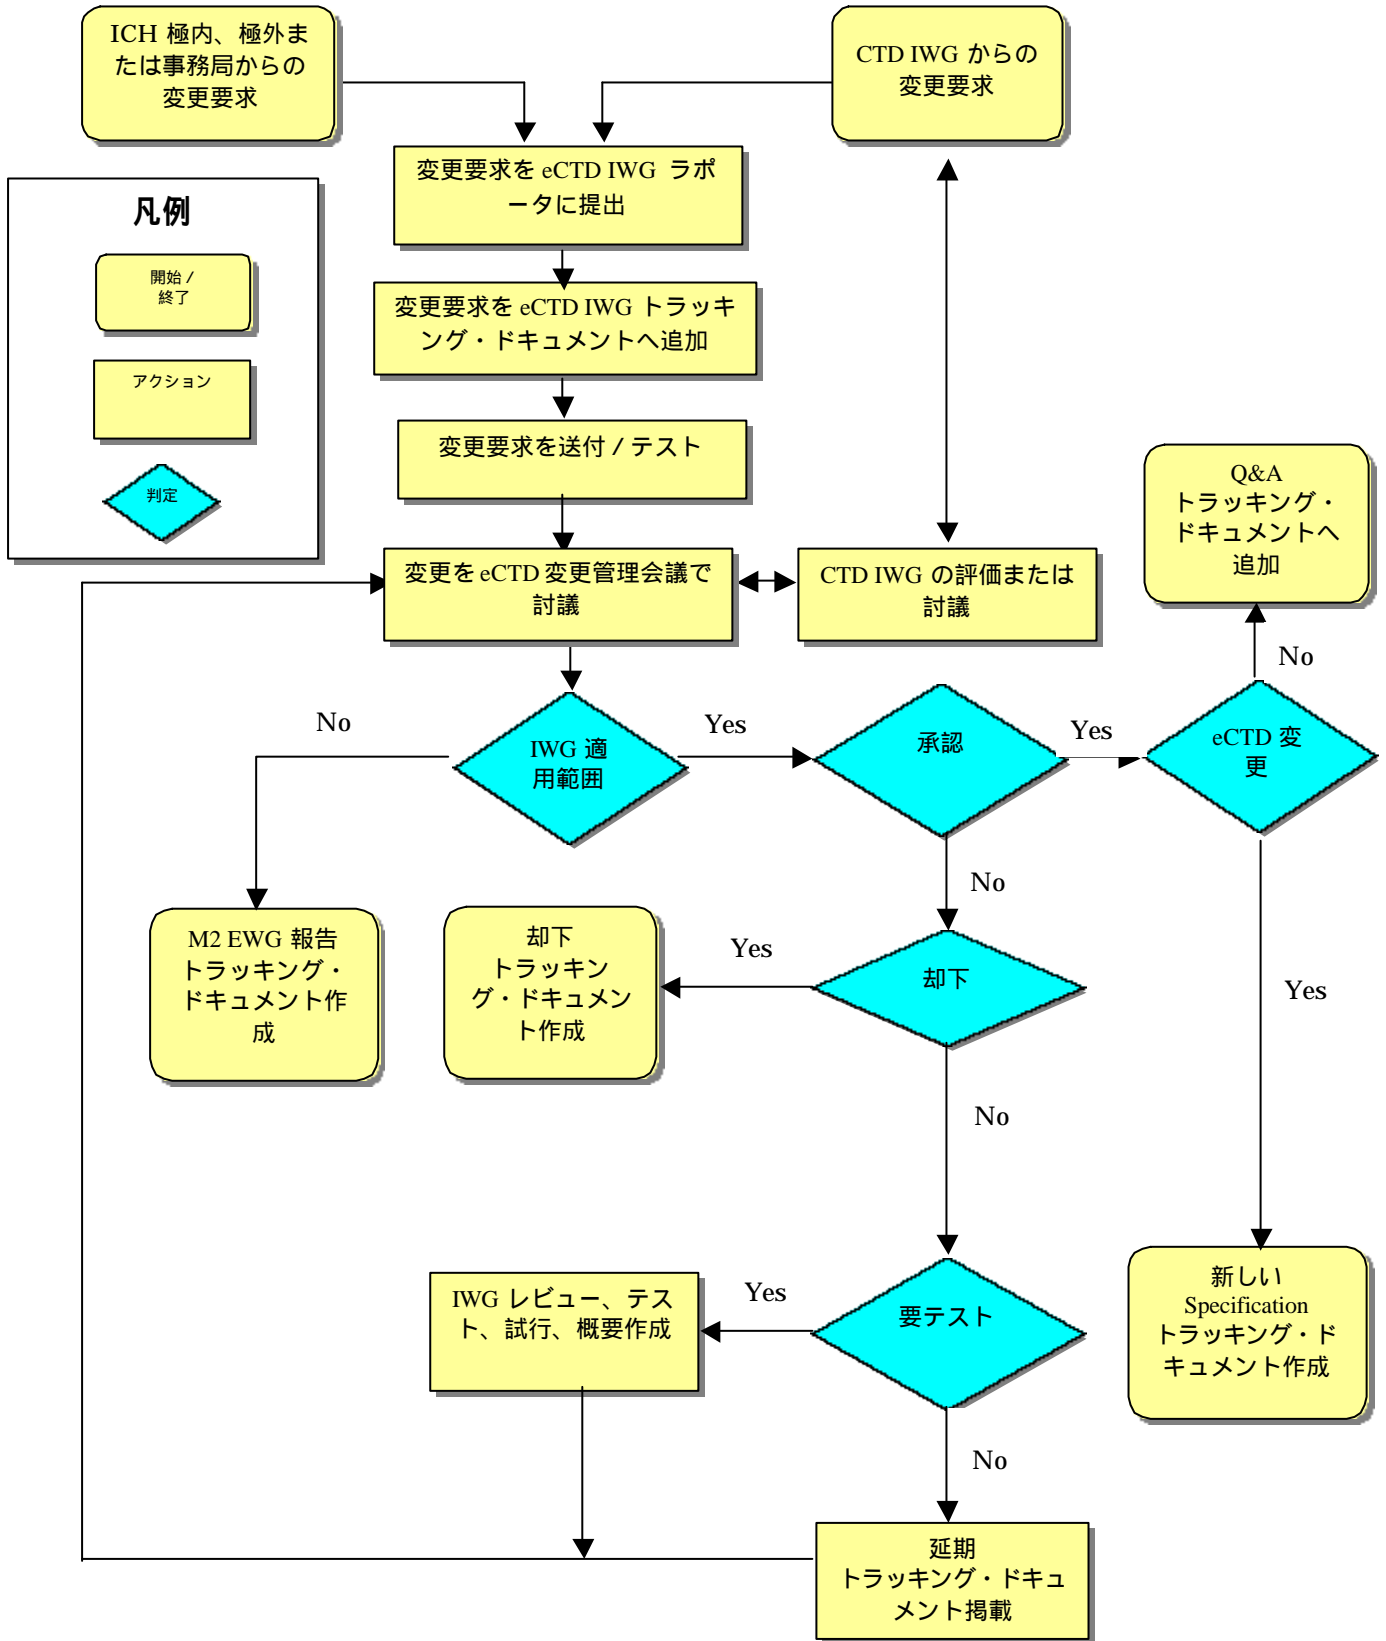 ICH 極内、極外ま
たは事務局からの
変更要求
CTD IWG からの
変更要求
変更要求を eCTD IWG ラポ
ータに提出
凡例
開始 /
終了
アクション
判定
変更要求を eCTD IWG トラッキ
ング・ドキュメントへ追加
変更要求を送付 / テスト
変更を eCTD 変更管理会議で
討議
CTD IWG の評価または
討議
Q&A
トラッキング・
ドキュメントへ
追加
No
No
IWG 適
用範囲
Yes
承認
Yes
eCTD 変
更
No
M2 EWG 報告
トラッキング・
ドキュメント作
成
却下
トラッキン
グ・ドキュメン
ト作成
Yes
却下
Yes
No
IWG レビュー、テス
ト、試行、概要作成
Yes
要テスト
新しい
Specification
トラッキング・ド
キュメント作成
No
延期
トラッキング・ドキュ
メント掲載